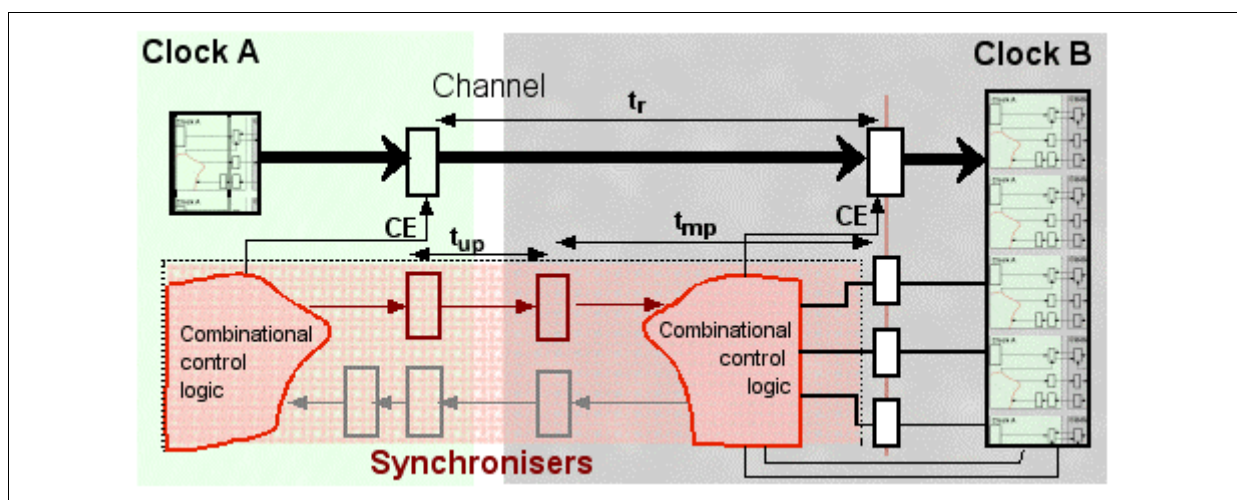 Clock A
Clock B
Channel
tr
CE
CE
tup
tmp
Combinational
control
logic
Combinational
control
logic
Synchronisers